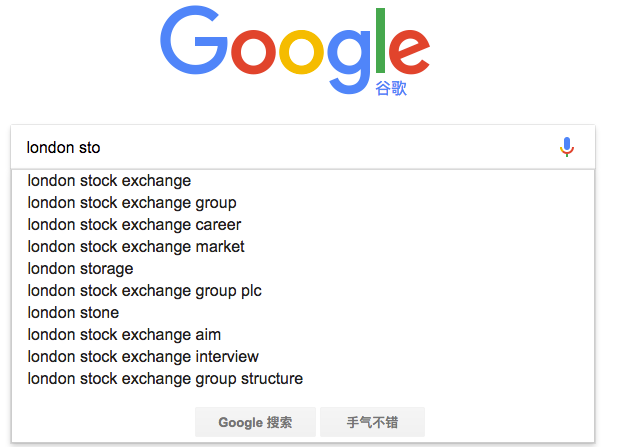 Google
谷歌
london sto
london stock exchange
london stock exchange group
london stock exchange career
london stock exchange market
london storage
london stock exchange group plc
london stone
london stock exchange aim
london stock exchange interview
london stock exchange group structure
Google 搜索 手气不错